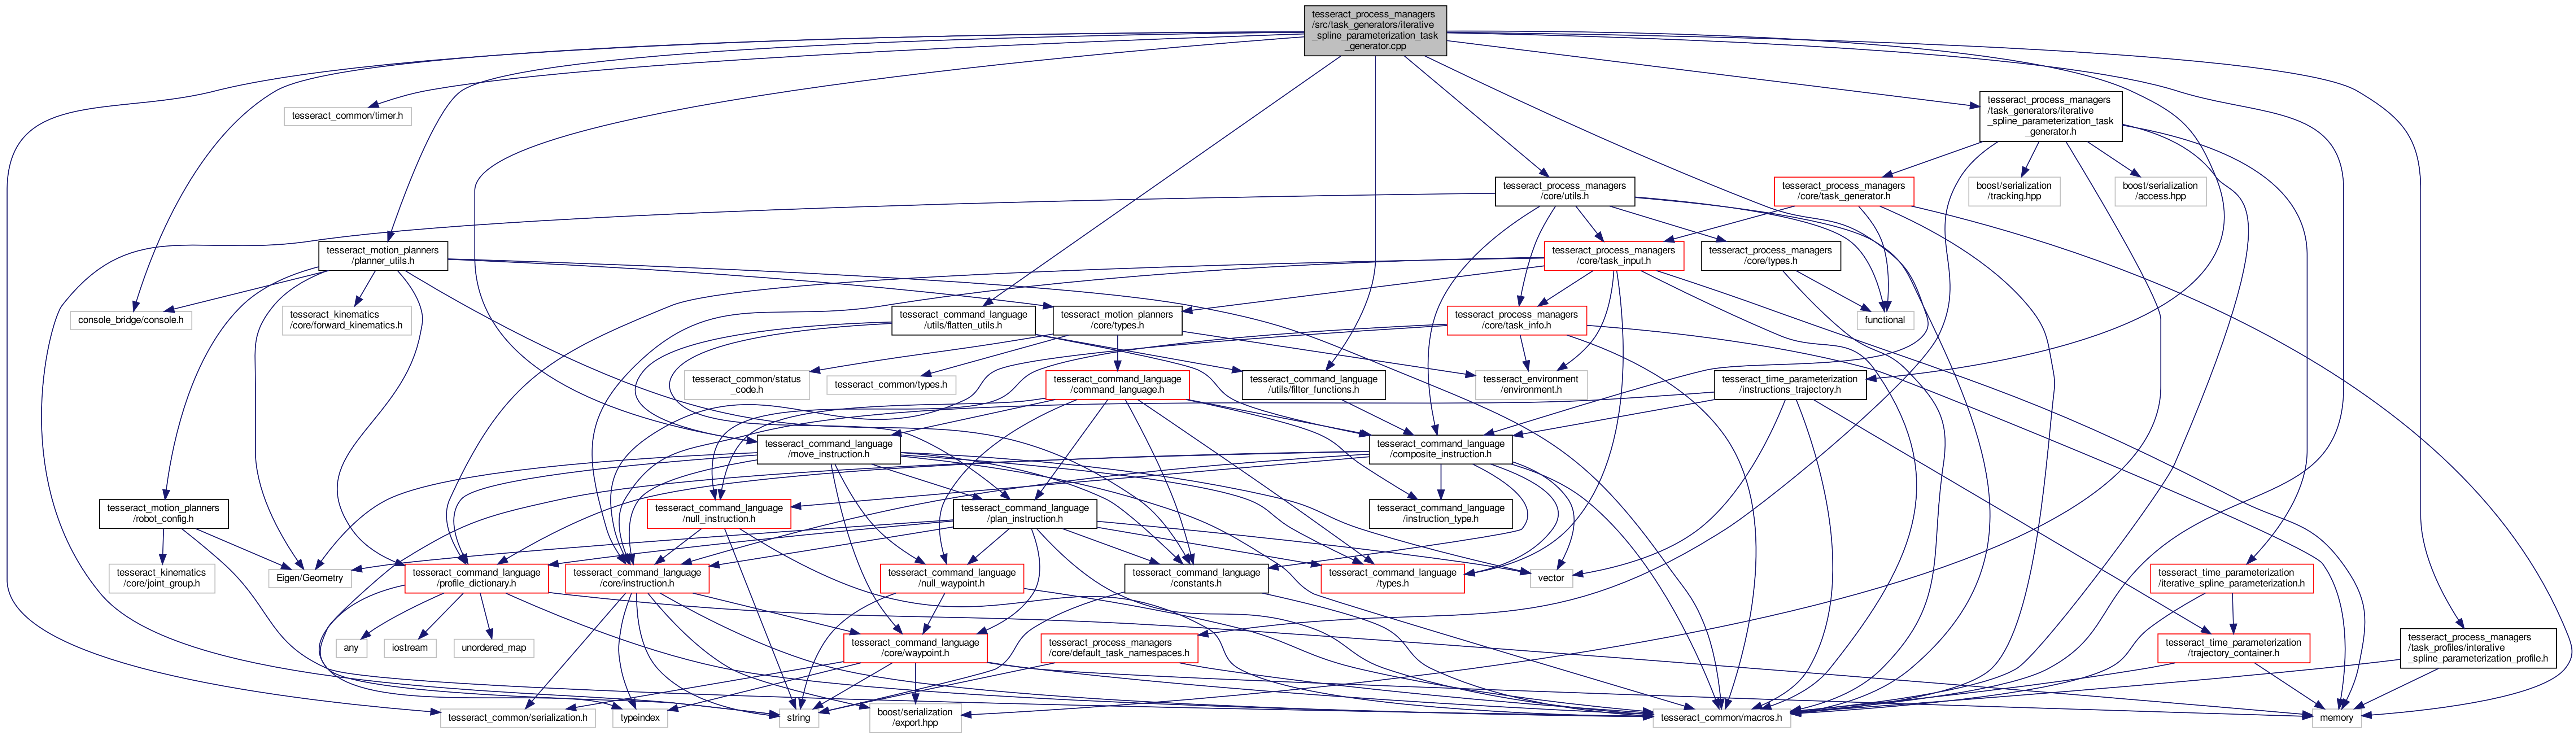 tesseract_process_managers
/src/task_generators/iterative
_spline_parameterization_task
_generator.cpp
tesseract_common/timer.h
tesseract_process_managers
/task_generators/iterative
_spline_parameterization_task
_generator.h
tesseract_process_managers
/core/utils.h
tesseract_process_managers
/core/task_generator.h
boost/serialization
/tracking.hpp
boost/serialization
/access.hpp
tesseract_motion_planners
/planner_utils.h
tesseract_process_managers
/core/task_input.h
tesseract_process_managers
/core/types.h
console_bridge/console.h
tesseract_kinematics
/core/forward_kinematics.h
tesseract_command_language
/utils/flatten_utils.h
tesseract_motion_planners
/core/types.h
tesseract_process_managers
/core/task_info.h
functional
tesseract_common/status
_code.h
tesseract_common/types.h
tesseract_command_language
/command_language.h
tesseract_command_language
/utils/filter_functions.h
tesseract_environment
/environment.h
tesseract_time_parameterization
/instructions_trajectory.h
tesseract_command_language
/move_instruction.h
tesseract_command_language
/composite_instruction.h
tesseract_motion_planners
/robot_config.h
tesseract_command_language
/null_instruction.h
tesseract_command_language
/plan_instruction.h
tesseract_command_language
/instruction_type.h
tesseract_kinematics
/core/joint_group.h
Eigen/Geometry
tesseract_command_language
/profile_dictionary.h
tesseract_command_language
/core/instruction.h
tesseract_command_language
/null_waypoint.h
tesseract_command_language
/constants.h
tesseract_command_language
/types.h
vector
tesseract_time_parameterization
/iterative_spline_parameterization.h
any
iostream
unordered_map
tesseract_command_language
/core/waypoint.h
tesseract_process_managers
/core/default_task_namespaces.h
tesseract_time_parameterization
/trajectory_container.h
tesseract_process_managers
/task_profiles/iterative
_spline_parameterization_profile.h
tesseract_common/serialization.h
typeindex
string
boost/serialization
/export.hpp
tesseract_common/macros.h
memory